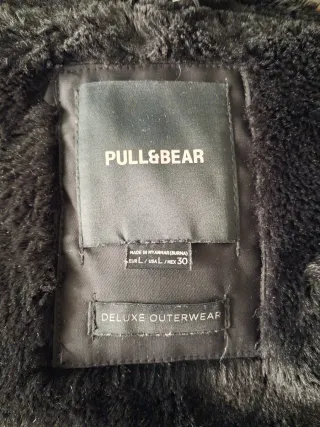 PULL&BEAR
MADE IN MYANMAR (BURMA)
EUR L / USA L / MEX 30
DELUXE OUTERWEAR